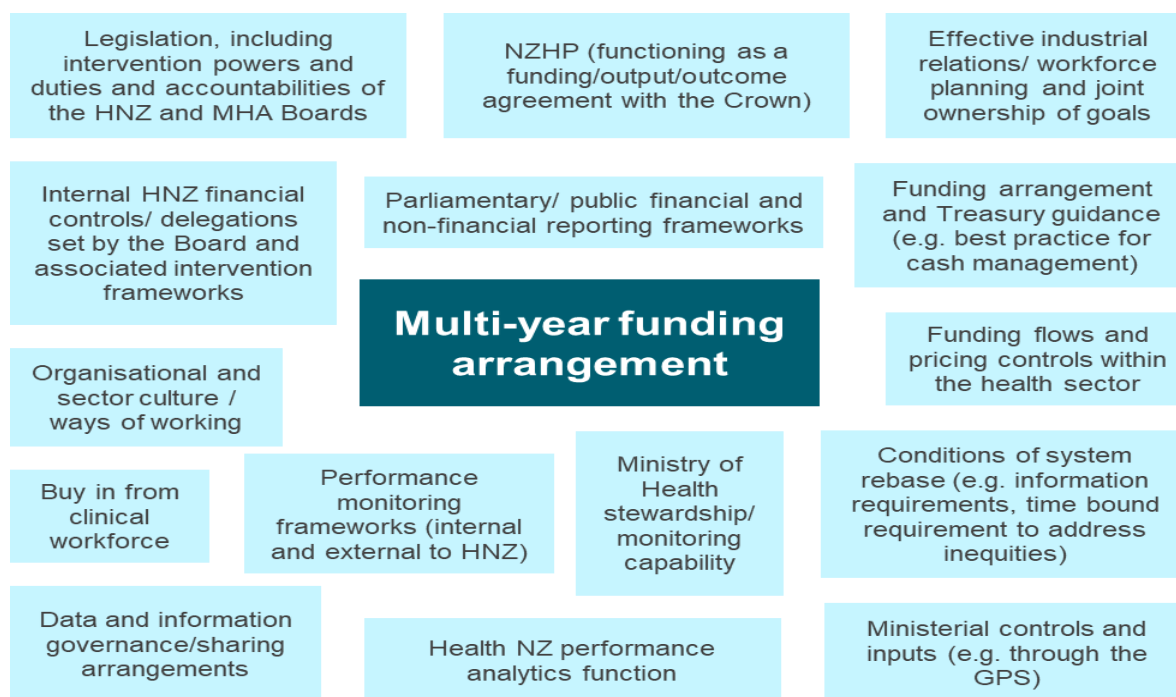 Legislation, including
intervention powers and
duties and accountabilities of
the HNZ and MHA Boards
NZHP (functioning as a
funding/output/outcome
agreement with the Crown)
Effective industrial
relations/ workforce
planning and joint
ownership of goals
Internal HNZ financial
controls/ delegations
set by the Board and
associated intervention
frameworks
Parliamentary/ public financial and
non-financial reporting frameworks
Funding arrangement
and Treasury guidance
(e.g. best practice for
cash management)
Multi-year funding
arrangement
Funding flows and
pricing controls within
the health sector
Organisational and
sector culture /
ways of working
Buy in from
clinical
workforce
Performance
monitoring
frameworks (internal
and external to HNZ)
Ministry of
Health
stewardship/
monitoring
capability
Conditions of system
rebase (e.g. information
requirements, time bound
requirement to address
inequities)
Data and information
governance/sharing
arrangements
Health NZ performance
analytics function
Ministerial controls and
inputs (e.g. through the
GPS)